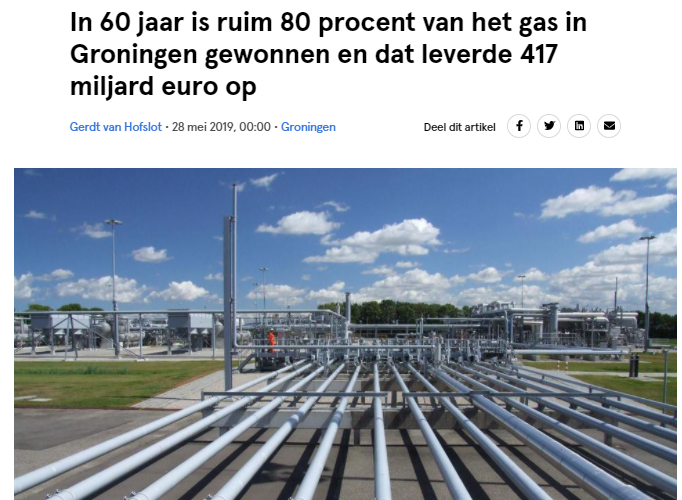 In 60 jaar is ruim 80 procent van het gas in
Groningen gewonnen en dat leverde 417
miljard euro op
Gerdt van Hofslot · 28 mei 2019, 00:00 · Groningen
Deel dit artikel